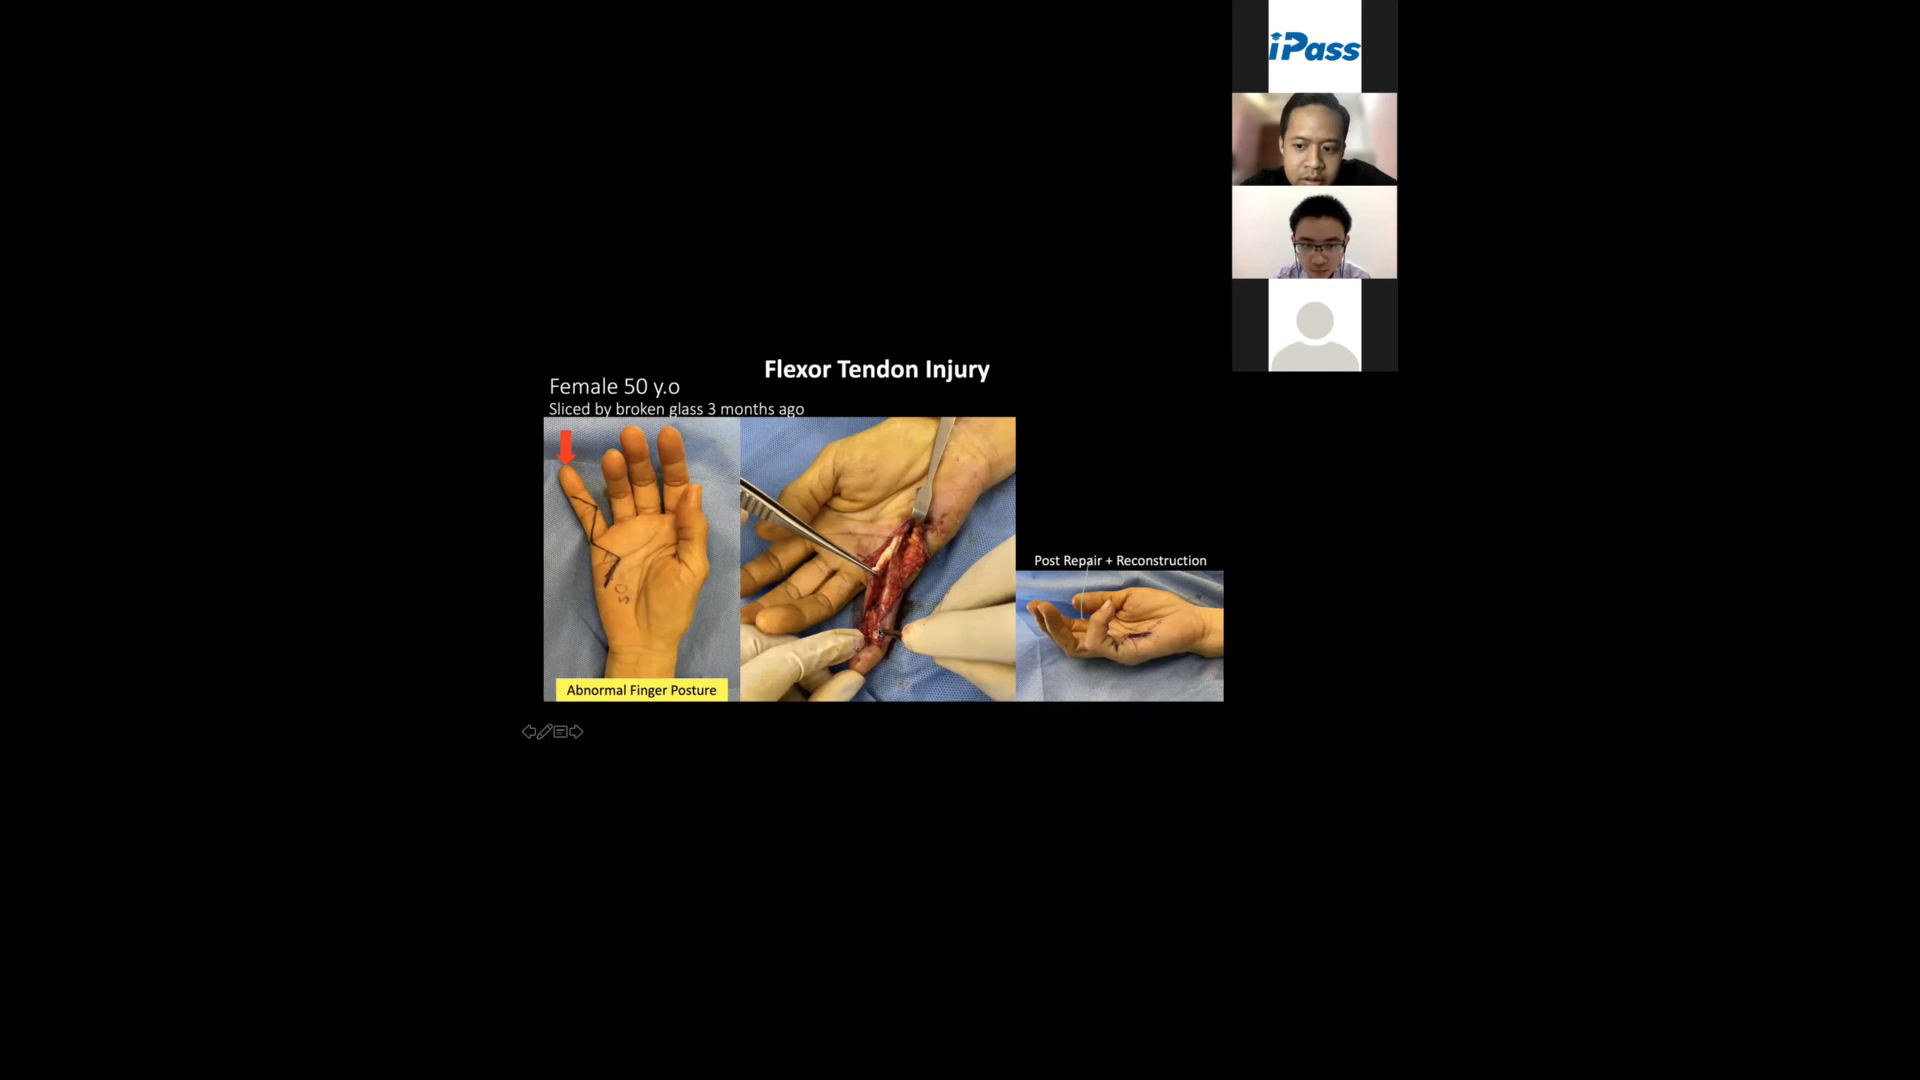 iPass
Flexor Tendon Injury
Female 50 y.o
Sliced by broken glass 3 months ago
Post Repair + Reconstruction
Abnormal Finger Posture